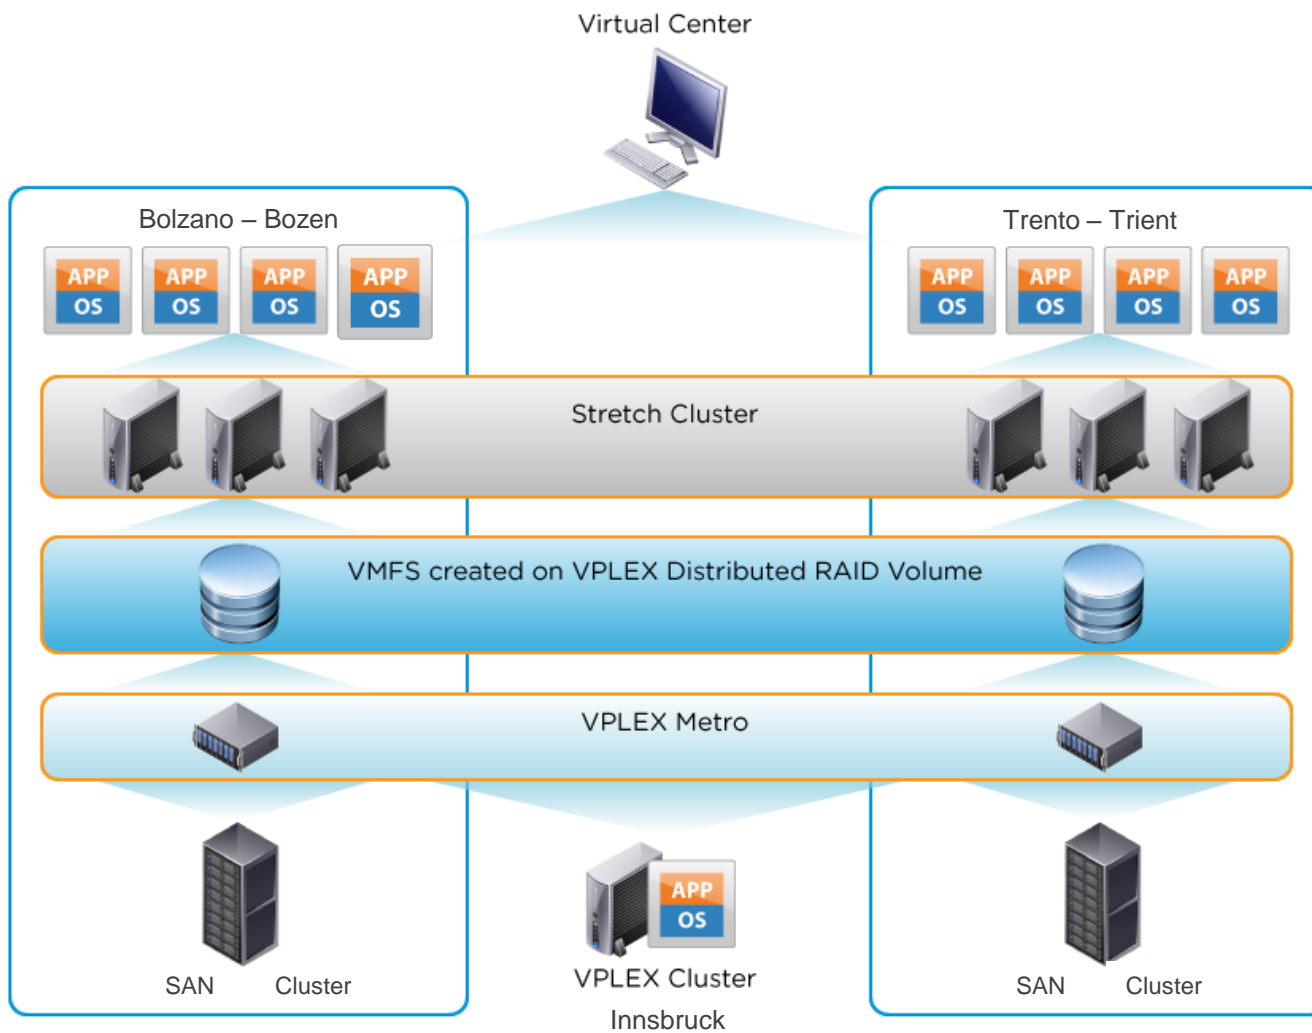 Virtual Center
Bolzano – Bozen
Trento – Trient
APP APP APP APP
OS OS OS OS
APP APP APP APP
OS OS OS OS
Stretch Cluster
VMFS created on VPLEX Distributed RAID Volume
VPLEX Metro
APP
OS
SAN Cluster
VPLEX Cluster
Innsbruck
SAN Cluster